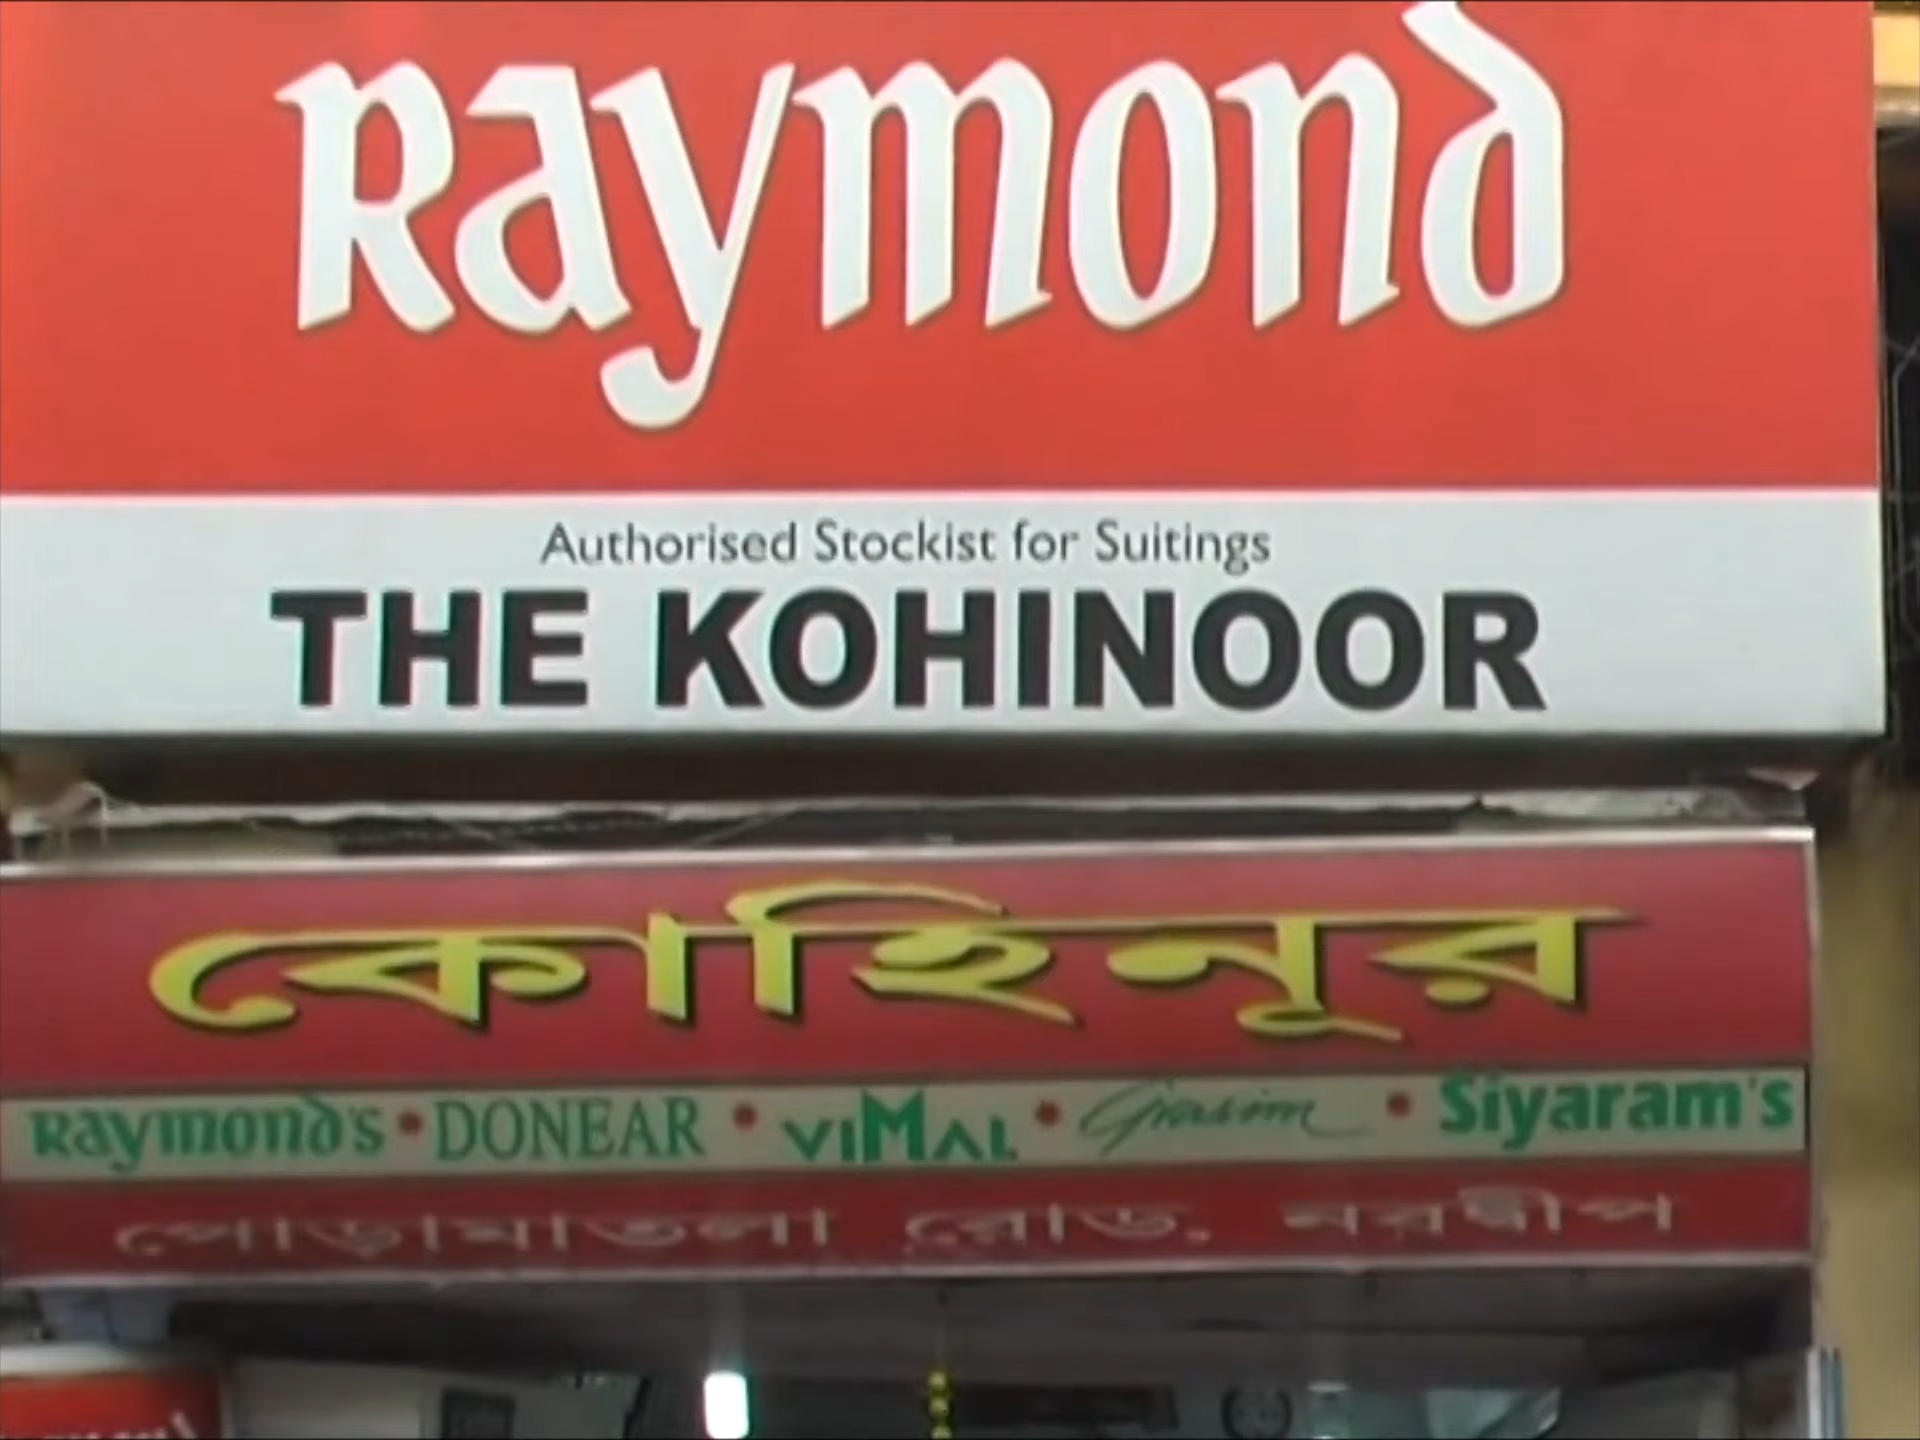 Raymond
Authorised Stockist for Suitings
THE KOHINOOR
কোহিনূর
Raymond's • DONEAR • VIMAL • Grasim • Siyaram's
পোড়ামাতলা রোড, নবদ্বীপ